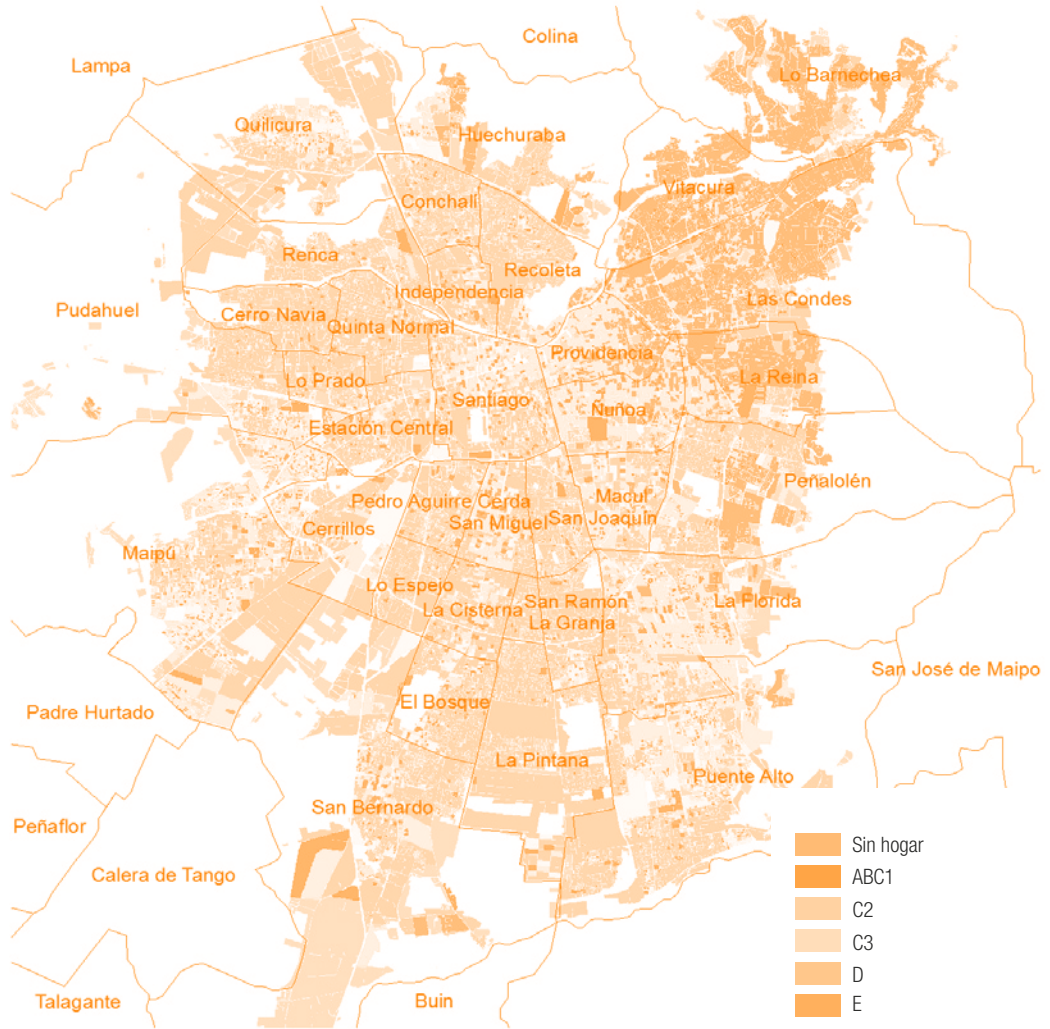 Colina
Lampa
Lo Barnechea
Quilicura
Huechuraba
Vitacura
Conchalí
Renca
Recoleta
Independencia
Las Condes
Pudahuel
Cerro Navia
Quinta Normal
Providencia
Lo Prado
La Reina
Santiago
Ñuñoa
Estación Central
Peñalolén
Pedro Aguirre Cerda
Macul
San Miguel
San Joaquín
Cerrillos
Maipú
Lo Espejo
La Cisterna
San Ramón
La Florida
La Granja
San José de Maipo
El Bosque
Padre Hurtado
La Pintana
Puente Alto
San Bernardo
Peñaflor
Calera de Tango
Talagante
Buin
Sin hogar
ABC1
C2
C3
D
E